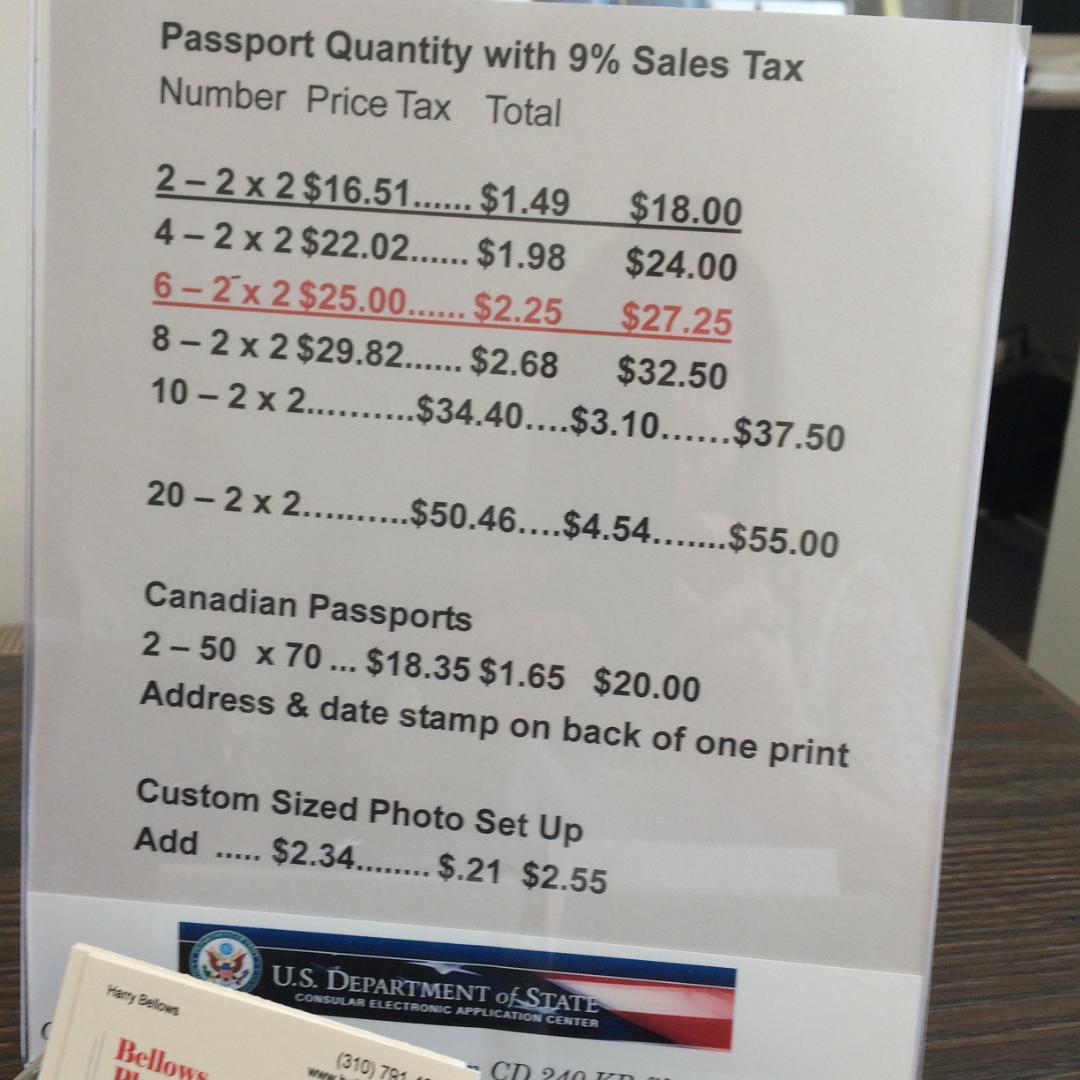 Passport Quantity with 9% Sales Tax
Number Price Tax Total
2 – 2 x 2 $16.51...... $1.49 $18.00
4 – 2 x 2 $22.02...... $1.98 $24.00
6 – 2 x 2 $25.00...... $2.25 $27.25
8 – 2 x 2 $29.82...... $2.68 $32.50
10 – 2 x 2..........$34.40....$3.10......$37.50
20 – 2 x 2..........$50.46....$4.54.......$55.00
Canadian Passports
2 – 50 x 70 ... $18.35 $1.65 $20.00
Address & date stamp on back of one print
Custom Sized Photo Set Up
Add ..... $2.34........ $.21 $2.55
U.S. DEPARTMENT of STATE
CONSULAR ELECTRONIC APPLICATION CENTER
Harry Bellows
Bellows
(310) 791
CD 240